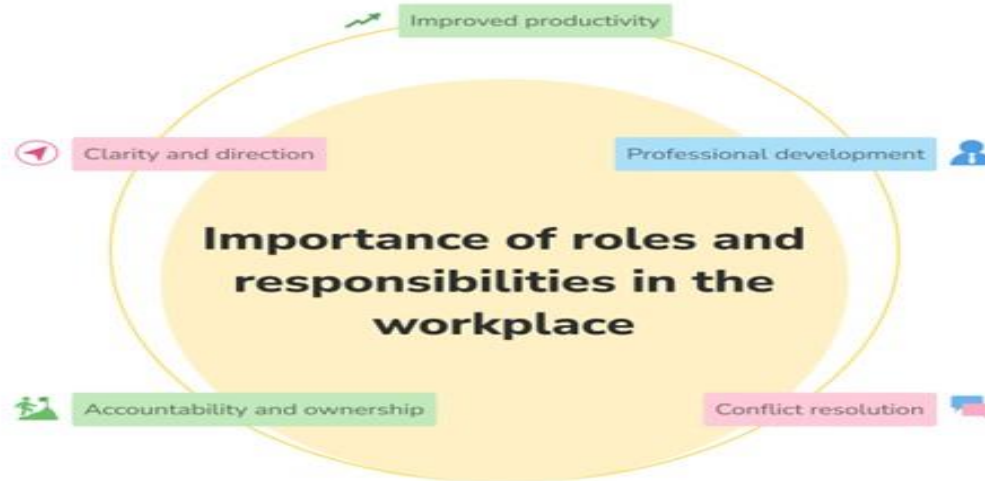 Improved productivity
Clarity and direction
Professional development
Importance of roles and
responsibilities in the
workplace
Accountability and ownership
Conflict resolution